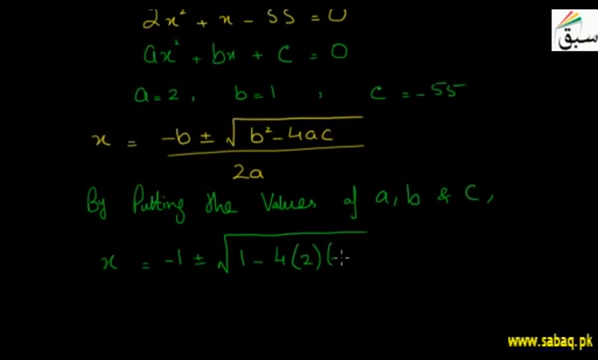 سبق
2x² + x - 55 = 0
ax² + bx + c = 0
a=2, b=1, c=-55
x = -b ± √b²-4ac
2a
By Putting the Values of a, b & c,
x = -1 ± √1 - 4(2)(-
www.sabaq.pk